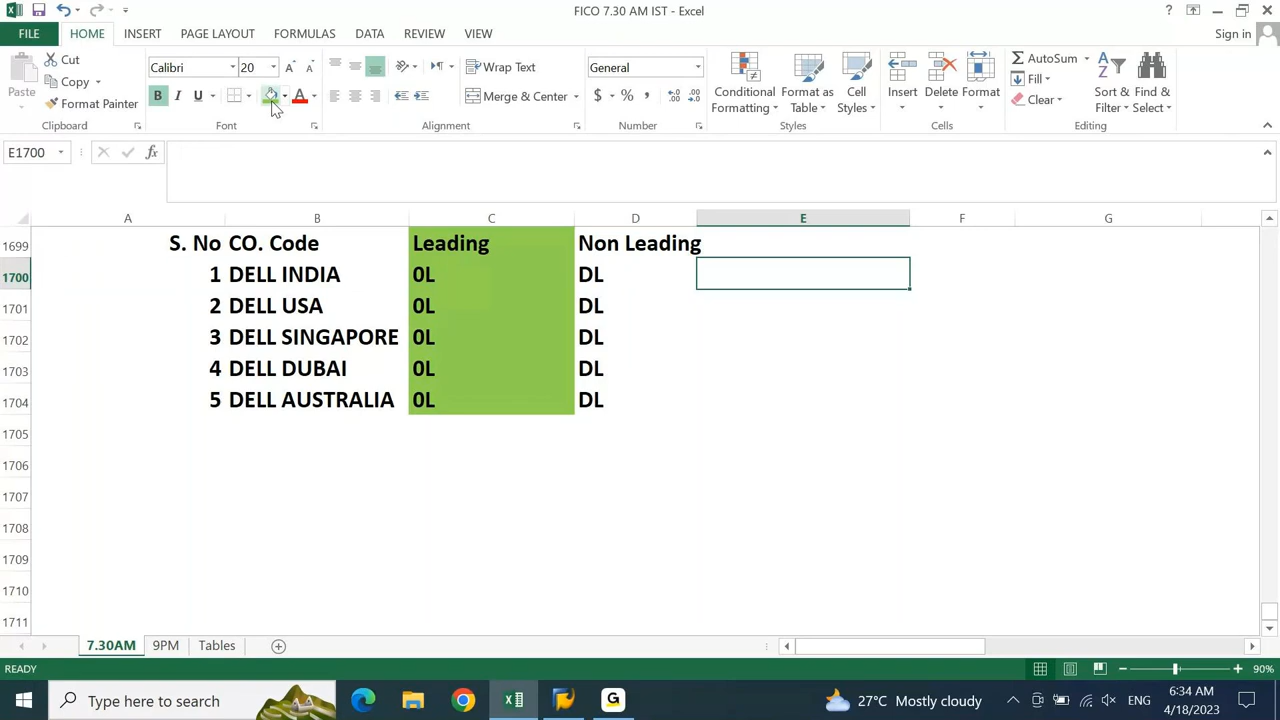 FICO 7.30 AM IST - Excel
FILE HOME INSERT PAGE LAYOUT FORMULAS DATA REVIEW VIEW Sign in
Paste Cut Copy Format Painter Clipboard
Calibri 20 B I U A Font
Wrap Text Merge & Center Alignment
General $ % , Number
Conditional Formatting Format as Table Cell Styles Styles
Insert Delete Format Cells
AutoSum Fill Clear Sort & Filter Find & Select Editing
E1700 fx
A B C D E F G
1699 S. No CO. Code Leading Non Leading
1700 1 DELL INDIA 0L DL
1701 2 DELL USA 0L DL
1702 3 DELL SINGAPORE 0L DL
1703 4 DELL DUBAI 0L DL
1704 5 DELL AUSTRALIA 0L DL
1705
1706
1707
1708
1709
1710
1711
7.30AM 9PM Tables
READY 90%
Type here to search 27°C Mostly cloudy ENG 6:34 AM
4/18/2023